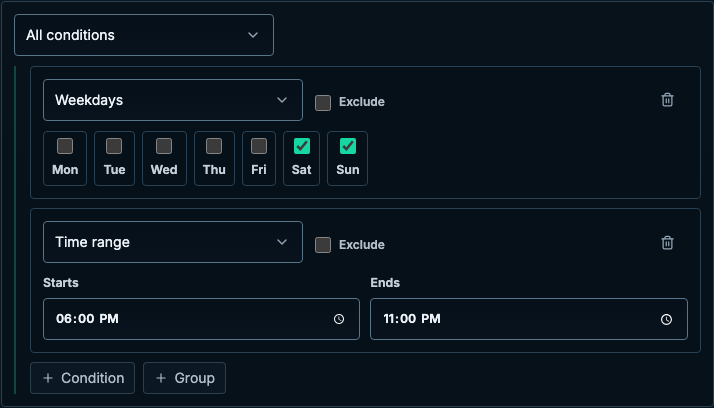 All conditions
Weekdays
Exclude
Mon Tue Wed Thu Fri Sat Sun
Time range
Exclude
Starts Ends
06:00 PM 11:00 PM
+ Condition + Group